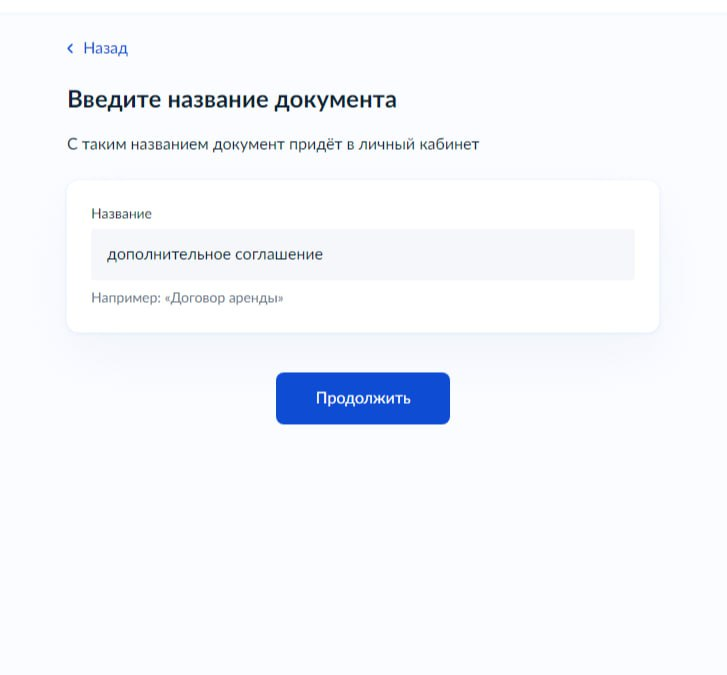 Назад
Введите название документа
С таким названием документ придёт в личный кабинет
Название
дополнительное соглашение
Например: «Договор аренды»
Продолжить